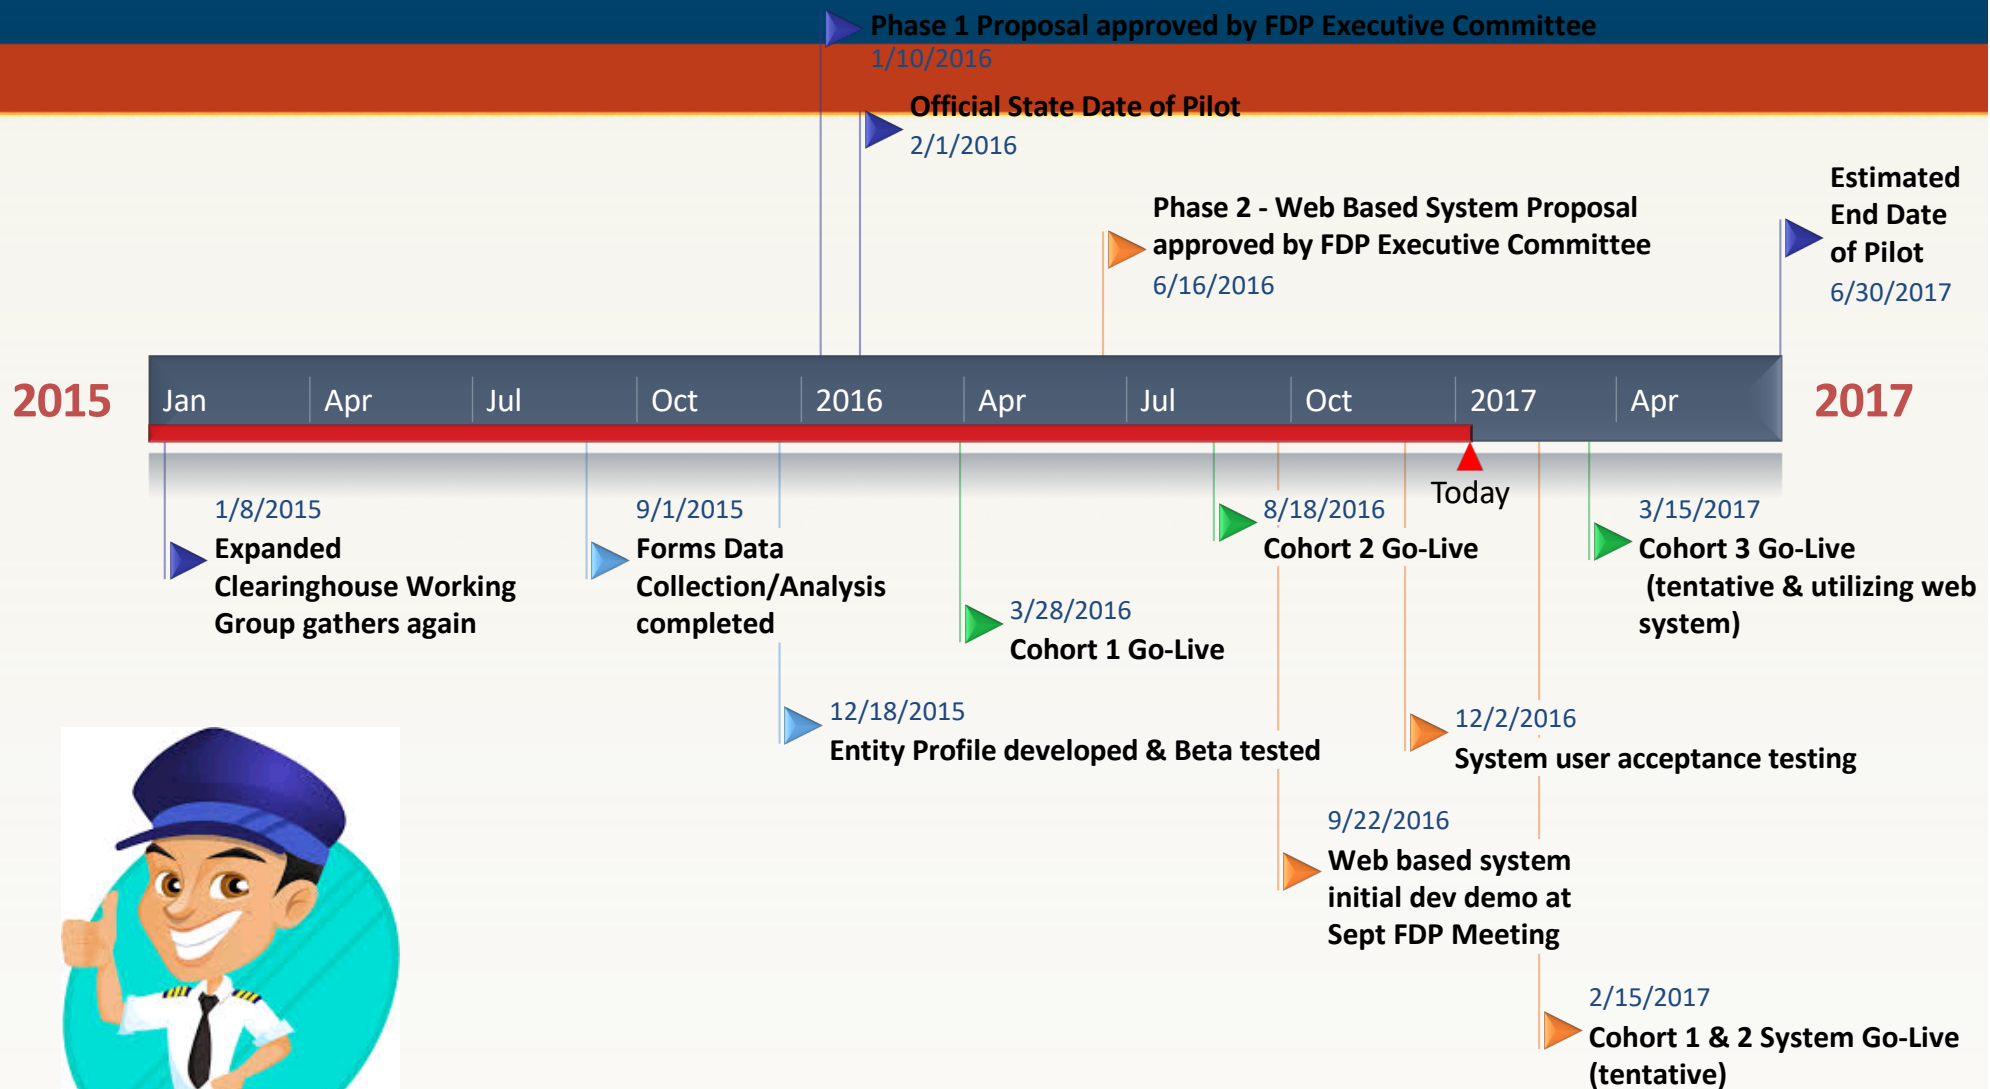 Phase 1 Proposal approved by FDP Executive Committee
1/10/2016
Official State Date of Pilot
2/1/2016
Phase 2 - Web Based System Proposal
approved by FDP Executive Committee
6/16/2016
Estimated
End Date
of Pilot
6/30/2017
2015
Jan
Apr
Jul
Oct
2016
Apr
Jul
Oct
2017
Apr
2017
Today
1/8/2015
Expanded
Clearinghouse Working
Group gathers again
9/1/2015
Forms Data
Collection/Analysis
completed
12/18/2015
Entity Profile developed & Beta tested
3/28/2016
Cohort 1 Go-Live
8/18/2016
Cohort 2 Go-Live
9/22/2016
Web based system
initial dev demo at
Sept FDP Meeting
12/2/2016
System user acceptance testing
2/15/2017
Cohort 1 & 2 System Go-Live
(tentative)
3/15/2017
Cohort 3 Go-Live
(tentative & utilizing web
system)